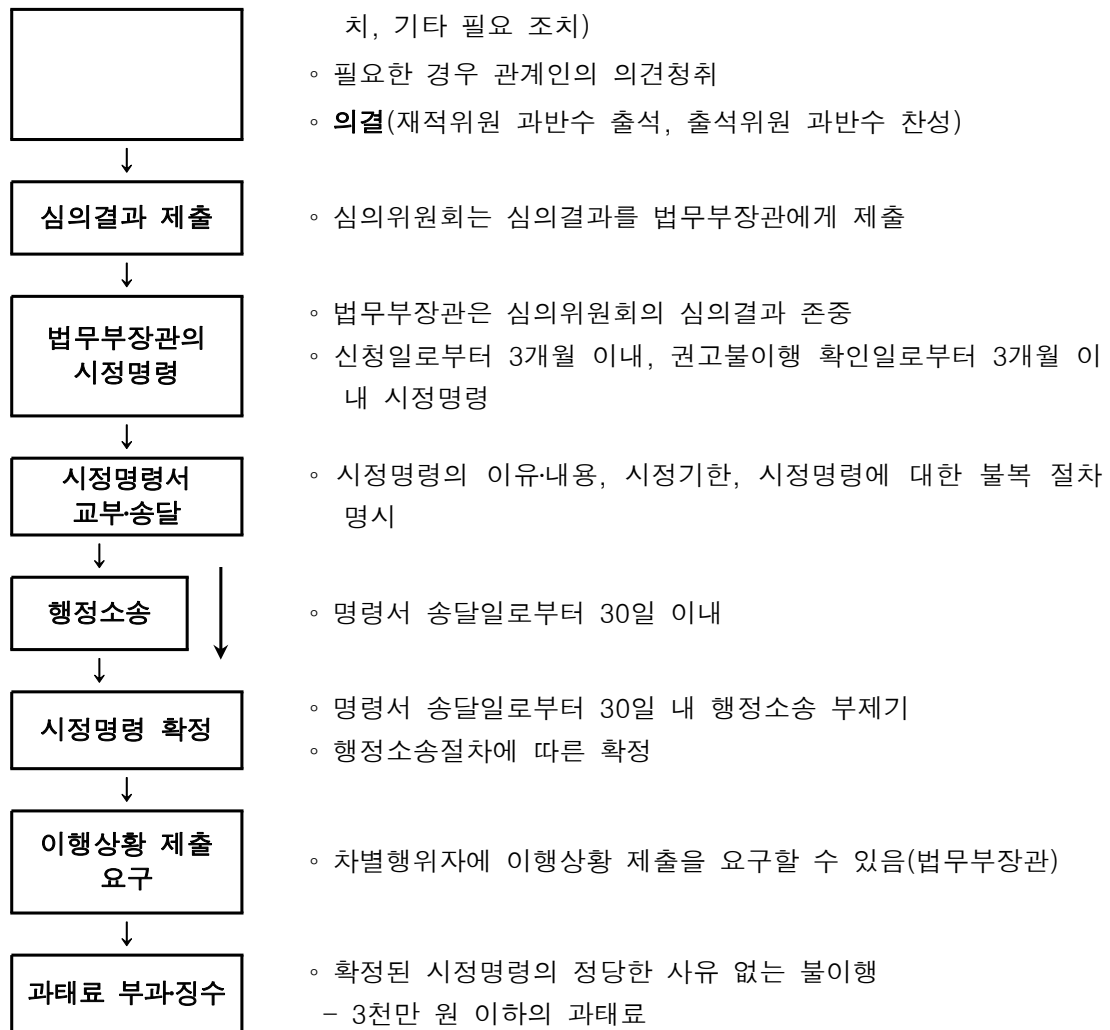 치, 기타 필요 조치)
◦ 필요한 경우 관계인의 의견청취
◦ 의결(재적위원 과반수 출석, 출석위원 과반수 찬성)
↓
심의결과 제출
◦ 심의위원회는 심의결과를 법무부장관에게 제출
↓
법무부장관의
시정명령
◦ 법무부장관은 심의위원회의 심의결과 존중
◦ 신청일로부터 3개월 이내, 권고불이행 확인일로부터 3개월 이
내 시정명령
↓
시정명령서
교부·송달
◦ 시정명령의 이유·내용, 시정기한, 시정명령에 대한 불복 절차
명시
↓
행정소송
◦ 명령서 송달일로부터 30일 이내
↓
시정명령 확정
◦ 명령서 송달일로부터 30일 내 행정소송 부제기
◦ 행정소송절차에 따른 확정
↓
이행상황 제출
요구
◦ 차별행위자에 이행상황 제출을 요구할 수 있음(법무부장관)
↓
과태료 부과·징수
◦ 확정된 시정명령의 정당한 사유 없는 불이행
- 3천만 원 이하의 과태료